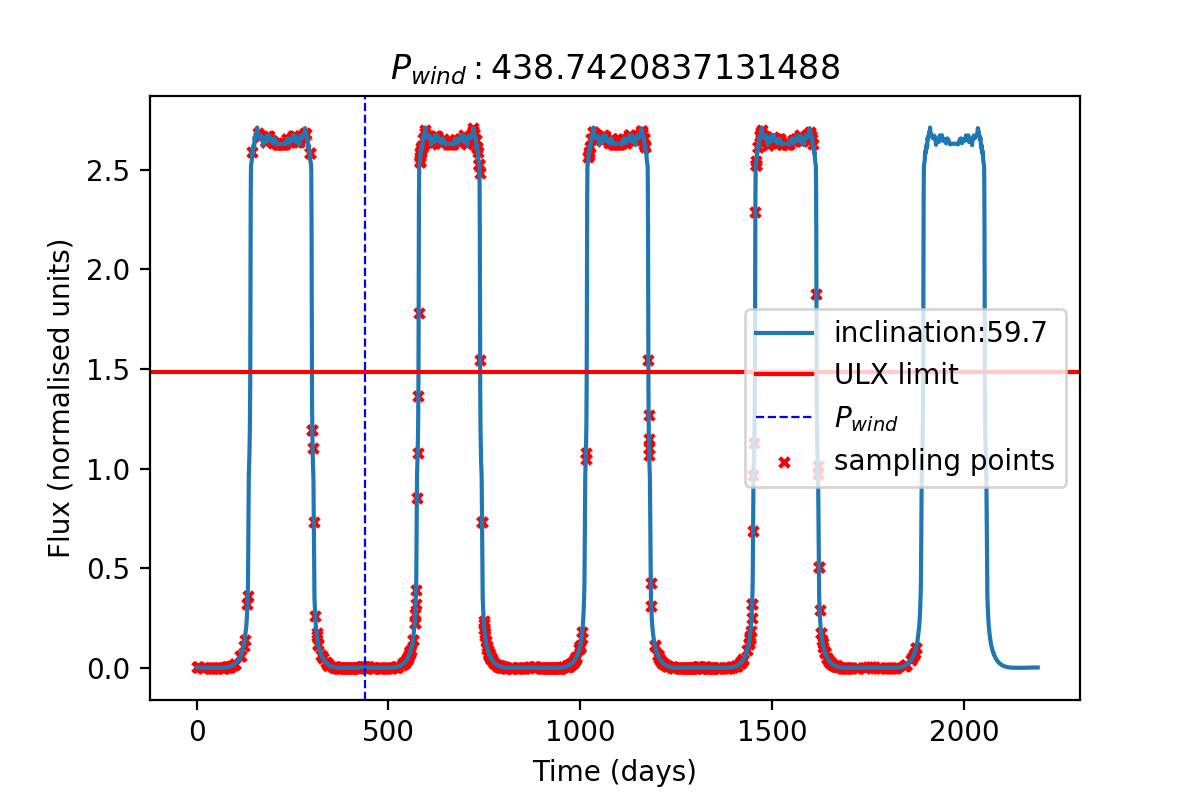 P_wind : 438.7420837131488
Flux (normalised units)
2.5
2.0
1.5
1.0
0.5
0.0
inclination:59.7
ULX limit
P_wind
sampling points
0
500
1000
1500
2000
Time (days)